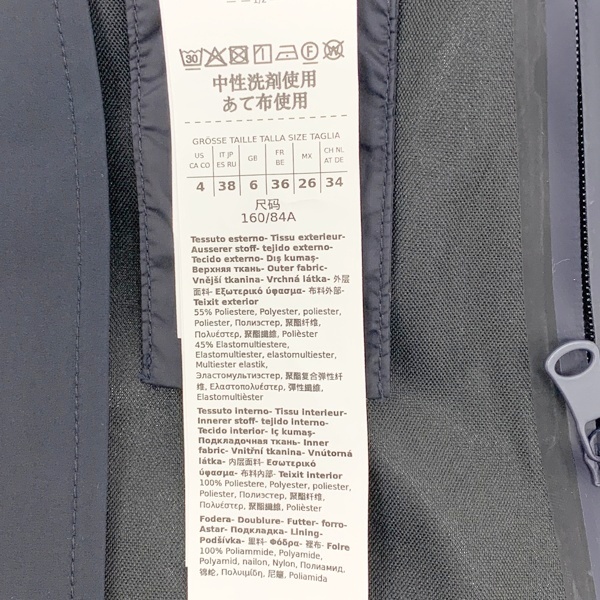 30
中性洗剤使用
あて布使用
GRÖSSE TAILLE TALLA SIZE TAGLIA
US CA CO
IT JP ES RU
GB
FR BE
MX
CH NL AT DE
4 38 6 36 26 34
尺码
160/84A
Tessuto esterno- Tissu exterieur-
Ausserer stoff- tejido externo-
Tecido externo- Dış kumaş-
Верхняя ткань- Outer fabric-
Vnější tkanina- Vrchná látka- 外层
面料- Εξωτερικό ύφασμα- 布料外部-
Teixit exterior
55% Poliestere, Polyester, poliester,
Poliester, Полиэстер, 聚酯纤维,
Πολυέστερ, 聚酯纖維, Polièster
45% Elastomultiestere,
Elastomultiester, elastomultiester,
Multiester elastik,
Эластомультиэстер, 聚酯复合弹性纤
维, Ελαστοπολυέστερ, 彈性纖維,
Elastomultièster
Tessuto interno- Tissu interieur-
Innerer stoff- tejido interno-
Tecido interior- Iç kumaş-
Подкладочная ткань- Inner
fabric- Vnitřní tkanina- Vnútorná
látka- 内层面料- Εσωτερικό
ύφασμα- 布料內部- Teixit interior
100% Poliestere, Polyester, poliester,
Poliester, Полиэстер, 聚酯纤维,
Πολυέστερ, 聚酯纖維, Polièster
Fodera- Doublure- Futter- forro-
Astar- Подкладка- Lining-
Podšívka- 里料- Φόδρα- 裡布- Folre
100% Poliammide, Polyamide,
Polyamid, nailon, Nylon, Полиамид,
锦纶, Πολυιμίδη, 尼龍, Poliamida